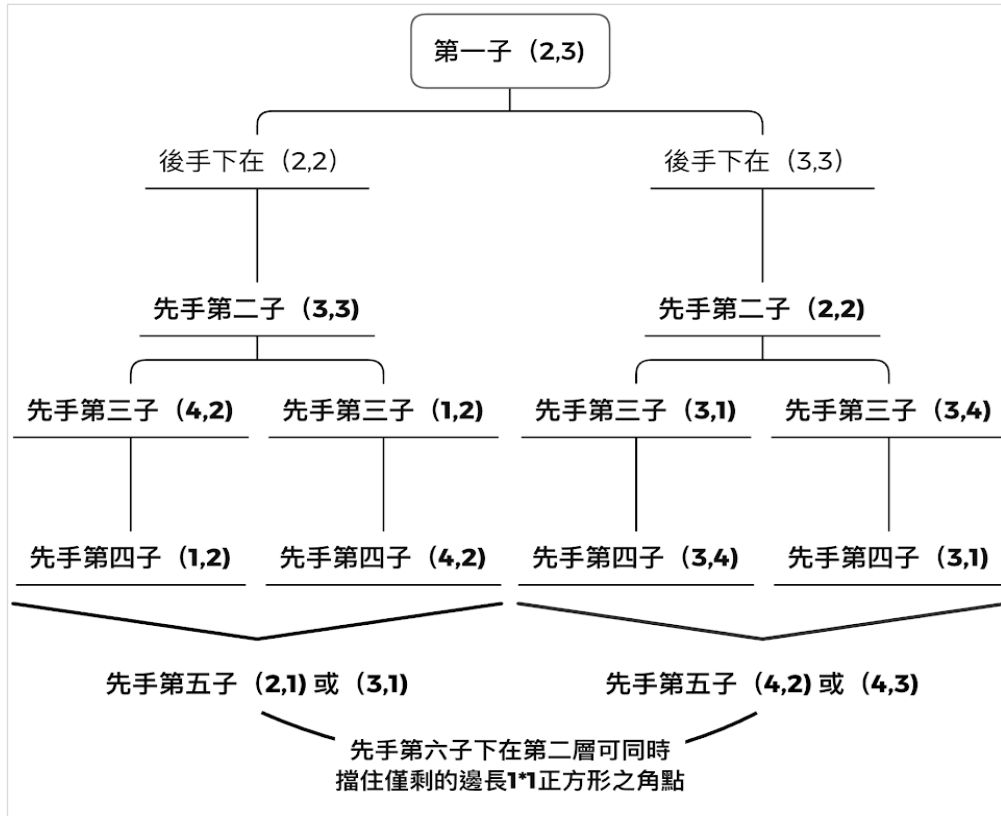 第一子（2,3)
後手下在（2,2）
後手下在（3,3）
先手第二子（3,3)
先手第二子（2,2)
先手第三子（4,2)
先手第三子（1,2)
先手第三子（3,1)
先手第三子（3,4)
先手第四子（1,2)
先手第四子（4,2)
先手第四子（3,4)
先手第四子（3,1)
先手第五子（2,1) 或（3,1)
先手第五子（4,2) 或（4,3)
先手第六子下在第二層可同時
擋住僅剩的邊長1*1正方形之角點